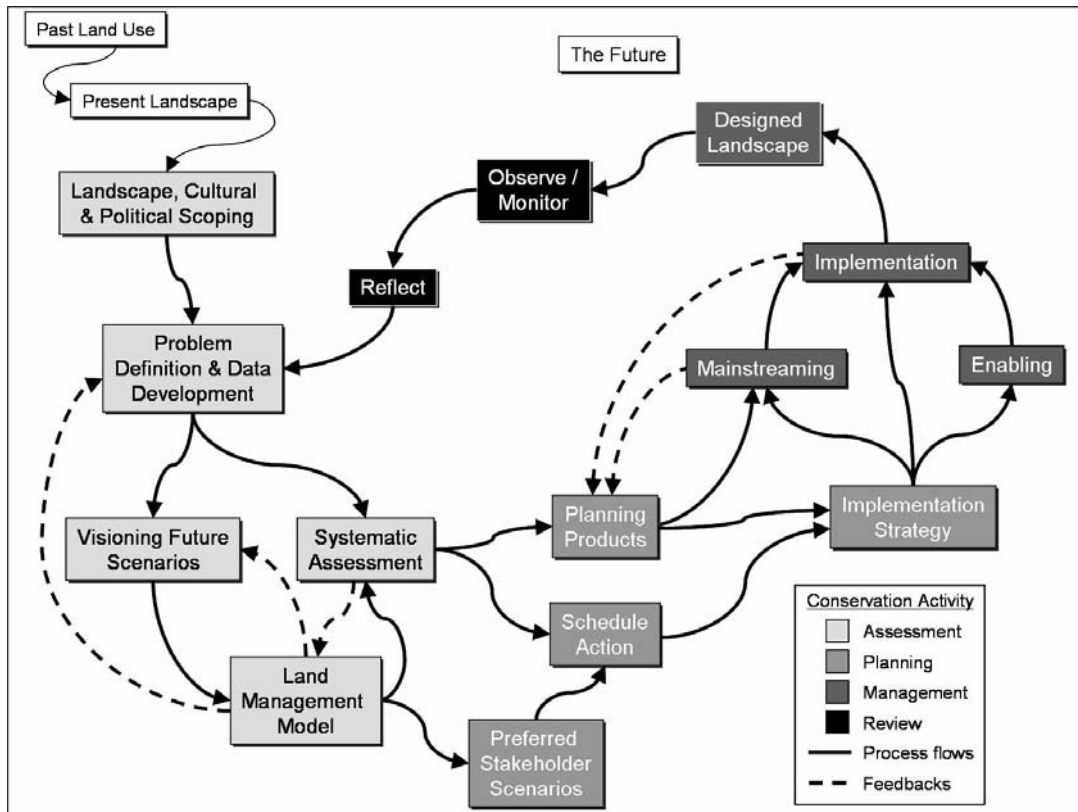 Past Land Use
The Future
Present Landscape
Designed
Landscape
Landscape, Cultural
& Political Scoping
Observe /
Monitor
Implementation
Reflect
Problem
Definition & Data
Development
Mainstreaming
Enabling
Visioning Future
Scenarios
Systematic
Assessment
Planning
Products
Implementation
Strategy
Schedule
Action
Land
Management
Model
Preferred
Stakeholder
Scenarios
Conservation Activity
Assessment
Planning
Management
Review
Process flows
Feedbacks